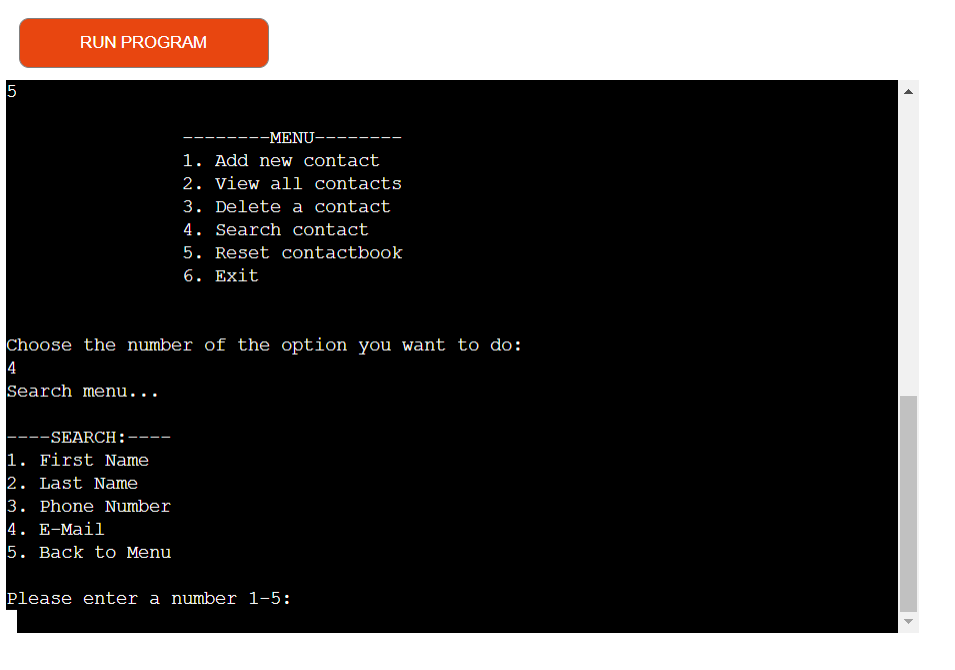 RUN PROGRAM
5
--------MENU--------
1. Add new contact
2. View all contacts
3. Delete a contact
4. Search contact
5. Reset contactbook
6. Exit
Choose the number of the option you want to do:
4
Search menu...
----SEARCH:----
1. First Name
2. Last Name
3. Phone Number
4. E-Mail
5. Back to Menu
Please enter a number 1-5: